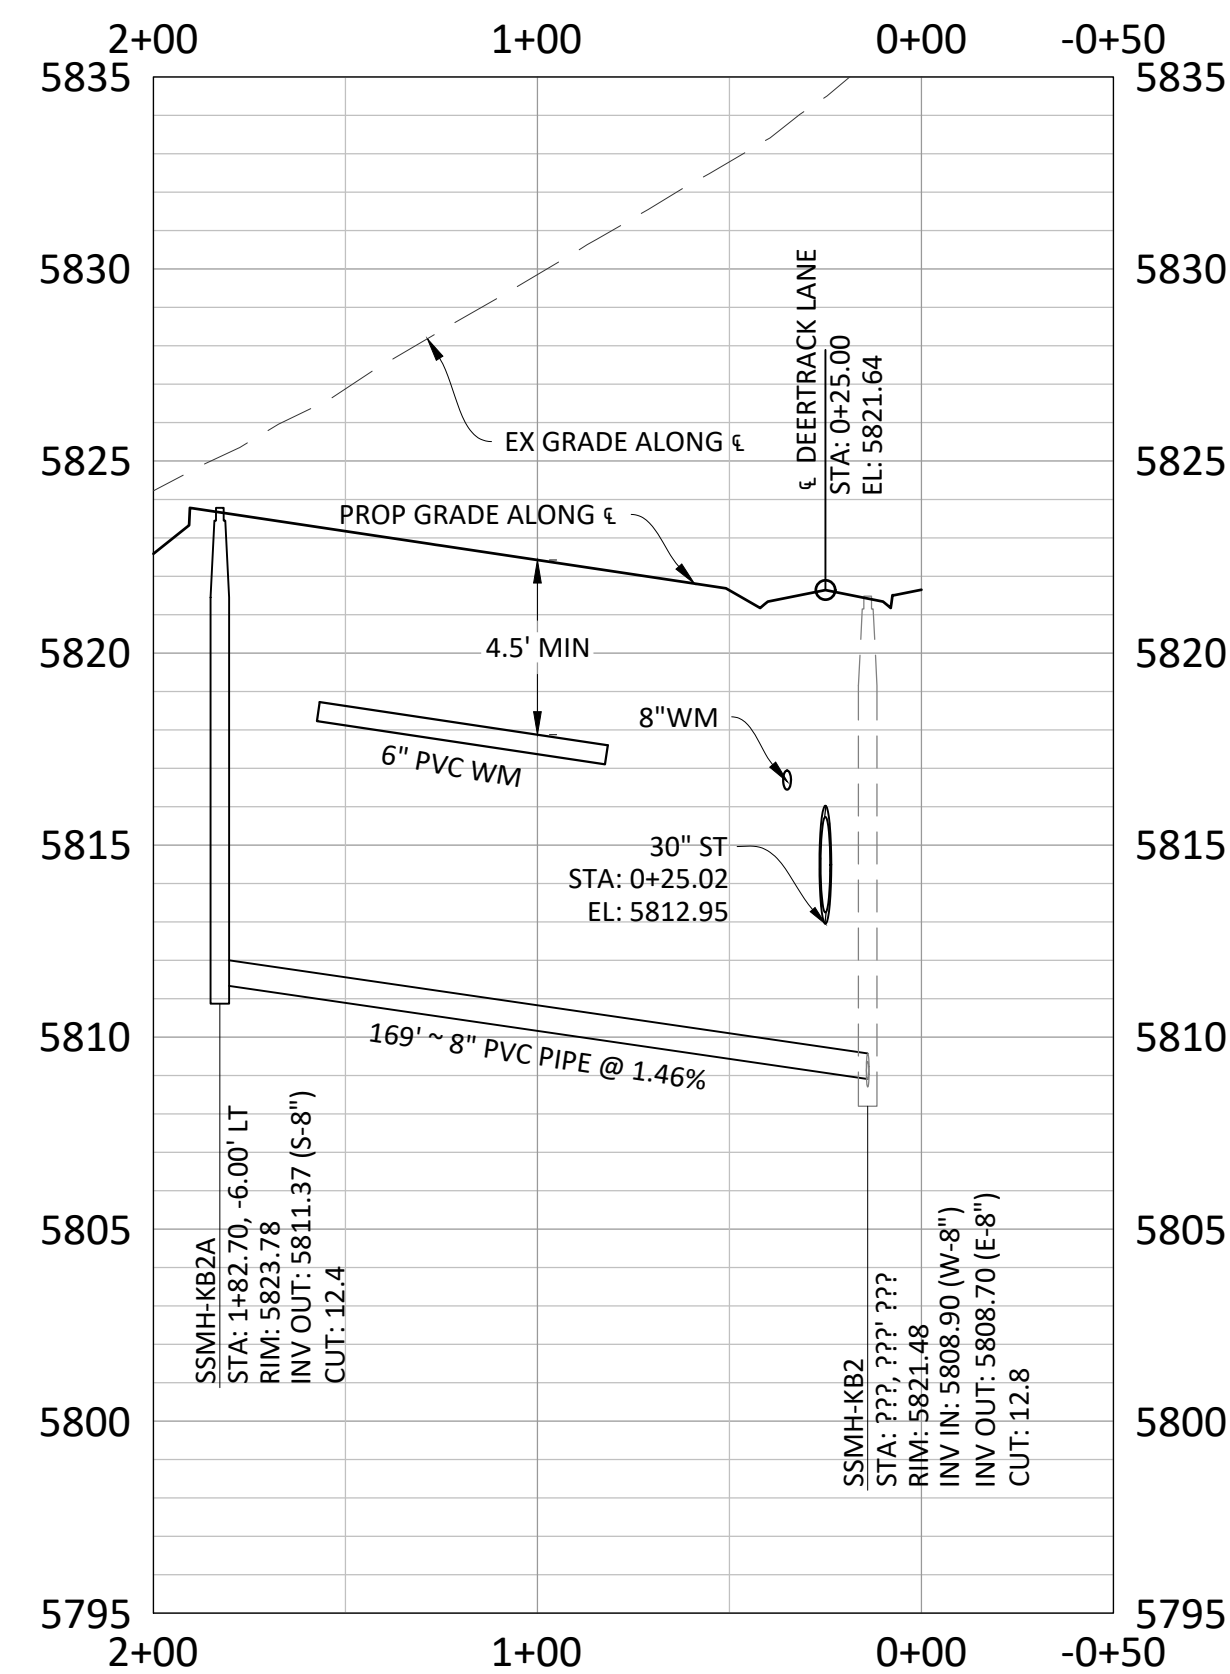 2+00 1+00 0+00 -0+50
5835 5835
5830 5830
5825 5825
5820 5820
5815 5815
5810 5810
5805 5805
5800 5800
5795 5795
℄ DEERTRACK LANE
STA: 0+25.00
EL: 5821.64
EX GRADE ALONG ℄
PROP GRADE ALONG ℄
4.5' MIN
6" PVC WM
8"WM
30" ST
STA: 0+25.02
EL: 5812.95
169' ~ 8" PVC PIPE @ 1.46%
SSMH-KB2A
STA: 1+82.70, -6.00' LT
RIM: 5823.78
INV OUT: 5811.37 (S-8")
CUT: 12.4
SSMH-KB2
STA: ???, ???' ???
RIM: 5821.48
INV IN: 5808.90 (W-8")
INV OUT: 5808.70 (E-8")
CUT: 12.8
2+00 1+00 0+00 -0+50